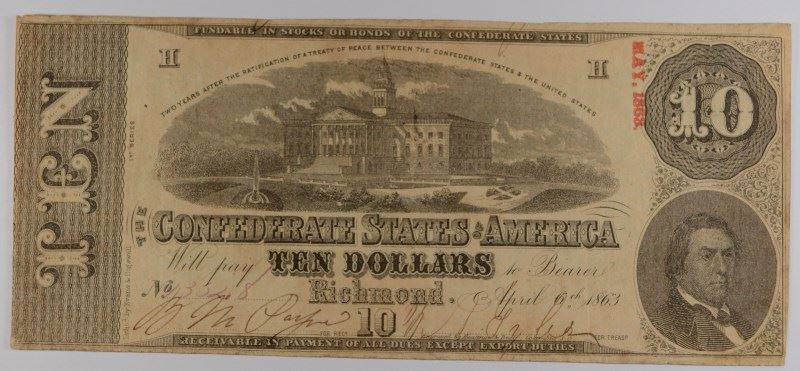 FUNDABLE IN STOCKS OR BONDS OF THE CONFEDERATE STATES
H H
MAY, 1863.
10
TWO YEARS AFTER THE RATIFICATION OF A TREATY OF PEACE BETWEEN THE CONFEDERATE STATES & THE UNITED STATES
TEN
1ST SERIES
THE
CONFEDERATE STATES OF AMERICA
Will pay TEN DOLLARS to Bearer
No
Richmond, April 6th 1863
10
FOR REGR. FOR TREASR
RECEIVABLE IN PAYMENT OF ALL DUES EXCEPT EXPORT DUTIES